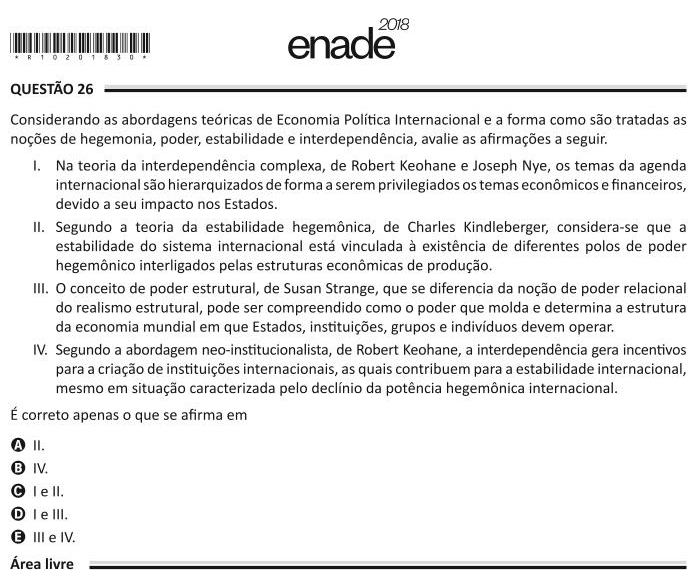 2018
enade
* R 1 0 2 0 1 8 3 0 *
QUESTÃO 26
Considerando as abordagens teóricas de Economia Política Internacional e a forma como são tratadas as
noções de hegemonia, poder, estabilidade e interdependência, avalie as afirmações a seguir.
I. Na teoria da interdependência complexa, de Robert Keohane e Joseph Nye, os temas da agenda
internacional são hierarquizados de forma a serem privilegiados os temas econômicos e financeiros,
devido a seu impacto nos Estados.
II. Segundo a teoria da estabilidade hegemônica, de Charles Kindleberger, considera-se que a
estabilidade do sistema internacional está vinculada à existência de diferentes polos de poder
hegemônico interligados pelas estruturas econômicas de produção.
III. O conceito de poder estrutural, de Susan Strange, que se diferencia da noção de poder relacional
do realismo estrutural, pode ser compreendido como o poder que molda e determina a estrutura
da economia mundial em que Estados, instituições, grupos e indivíduos devem operar.
IV. Segundo a abordagem neo-institucionalista, de Robert Keohane, a interdependência gera incentivos
para a criação de instituições internacionais, as quais contribuem para a estabilidade internacional,
mesmo em situação caracterizada pelo declínio da potência hegemônica internacional.
É correto apenas o que se afirma em
A II.
B IV.
C I e II.
D I e III.
E III e IV.
Área livre